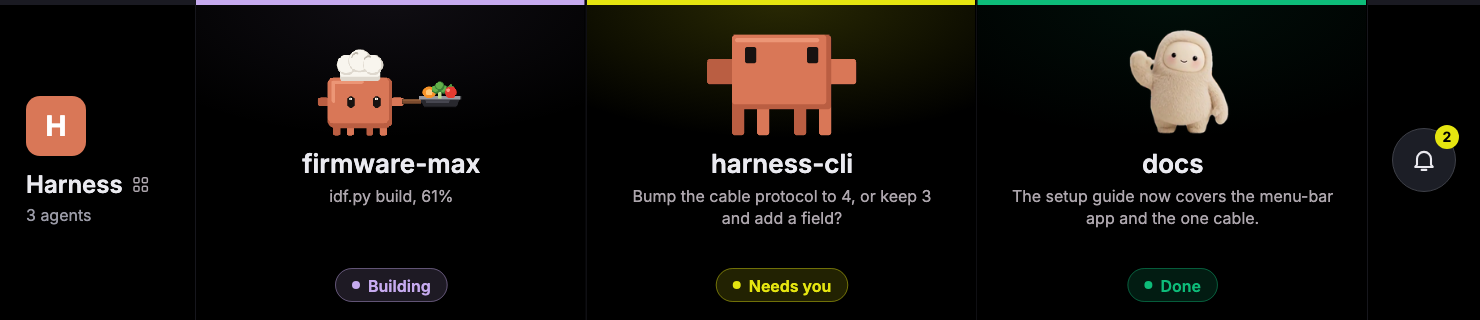 H
Harness
3 agents
firmware-max
idf.py build, 61%
Building
harness-cli
Bump the cable protocol to 4, or keep 3
and add a field?
Needs you
docs
The setup guide now covers the menu-bar
app and the one cable.
Done
2